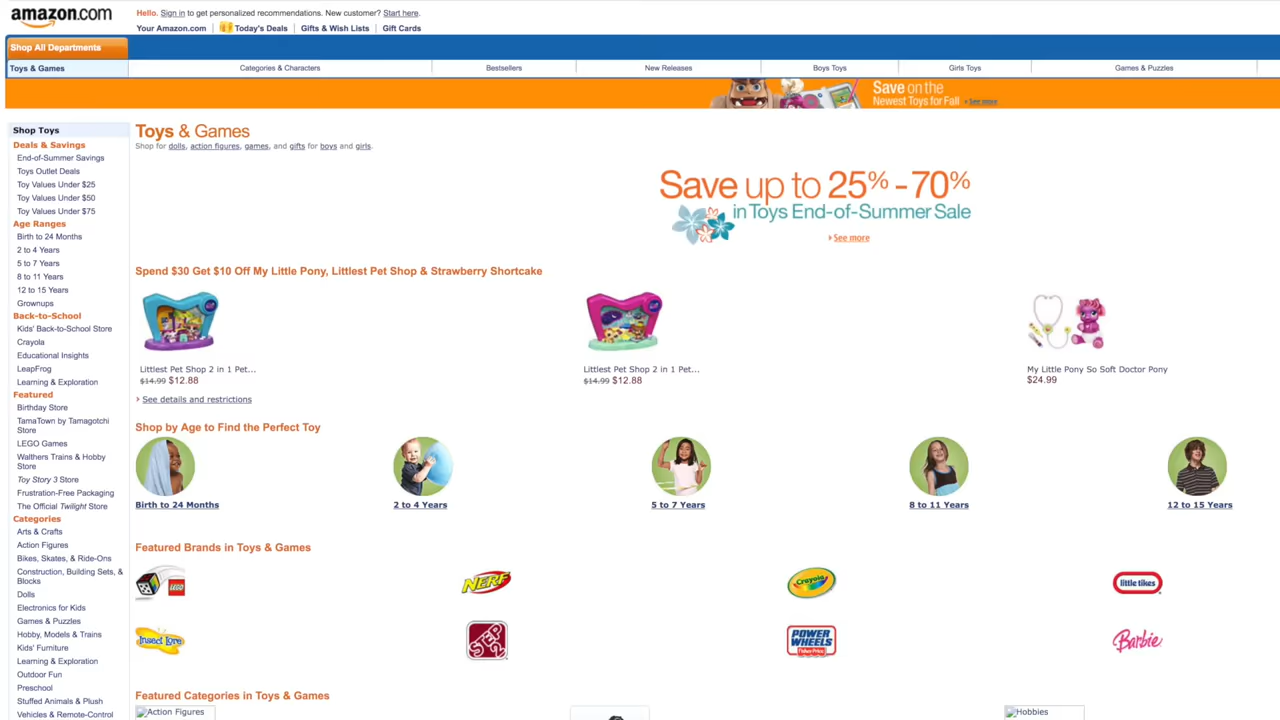 amazon.com
Hello. Sign in to get personalized recommendations. New customer? Start here.
Your Amazon.com | Today's Deals | Gifts & Wish Lists | Gift Cards
Shop All Departments
Toys & Games
Categories & Characters
Bestsellers
New Releases
Boys Toys
Girls Toys
Games & Puzzles
Save on the
Newest Toys for Fall
See more
Shop Toys
Deals & Savings
End-of-Summer Savings
Toys Outlet Deals
Toy Values Under $25
Toy Values Under $50
Toy Values Under $75
Age Ranges
Birth to 24 Months
2 to 4 Years
5 to 7 Years
8 to 11 Years
12 to 15 Years
Grownups
Back-to-School
Kids' Back-to-School Store
Crayola
Educational Insights
LeapFrog
Learning & Exploration
Featured
Birthday Store
TamaTown by Tamagotchi
Store
LEGO Games
Walthers Trains & Hobby
Store
Toy Story 3 Store
Frustration-Free Packaging
The Official Twilight Store
Categories
Arts & Crafts
Action Figures
Bikes, Skates, & Ride-Ons
Construction, Building Sets, &
Blocks
Dolls
Electronics for Kids
Games & Puzzles
Hobby, Models & Trains
Kids' Furniture
Learning & Exploration
Outdoor Fun
Preschool
Stuffed Animals & Plush
Vehicles & Remote-Control
Toys & Games
Shop for dolls, action figures, games, and gifts for boys and girls.
Save up to 25% -70%
in Toys End-of-Summer Sale
See more
Spend $30 Get $10 Off My Little Pony, Littlest Pet Shop & Strawberry Shortcake
Littlest Pet Shop 2 in 1 Pet...
$14.99 $12.88
Littlest Pet Shop 2 in 1 Pet...
$14.99 $12.88
My Little Pony So Soft Doctor Pony
$24.99
See details and restrictions
Shop by Age to Find the Perfect Toy
Birth to 24 Months
2 to 4 Years
5 to 7 Years
8 to 11 Years
12 to 15 Years
Featured Brands in Toys & Games
LEGO
NERF
Crayola
little tikes
Insect Lore
STEP2
POWER
WHEELS
Fisher-Price
Barbie
Featured Categories in Toys & Games
Action Figures
Hobbies